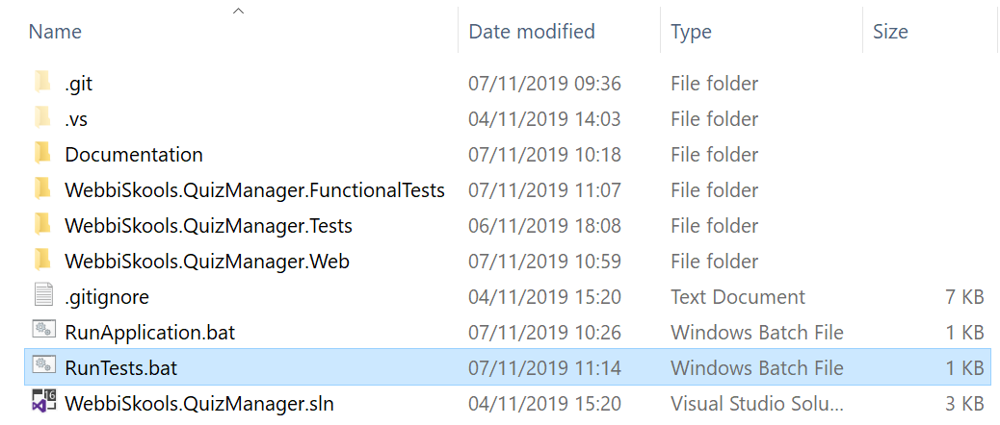 Name Date modified Type Size
.git 07/11/2019 09:36 File folder
.vs 04/11/2019 14:03 File folder
Documentation 07/11/2019 10:18 File folder
WebbiSkools.QuizManager.FunctionalTests 07/11/2019 11:07 File folder
WebbiSkools.QuizManager.Tests 06/11/2019 18:08 File folder
WebbiSkools.QuizManager.Web 07/11/2019 10:59 File folder
.gitignore 04/11/2019 15:20 Text Document 7 KB
RunApplication.bat 07/11/2019 10:26 Windows Batch File 1 KB
RunTests.bat 07/11/2019 11:14 Windows Batch File 1 KB
WebbiSkools.QuizManager.sln 04/11/2019 15:20 Visual Studio Solu... 3 KB